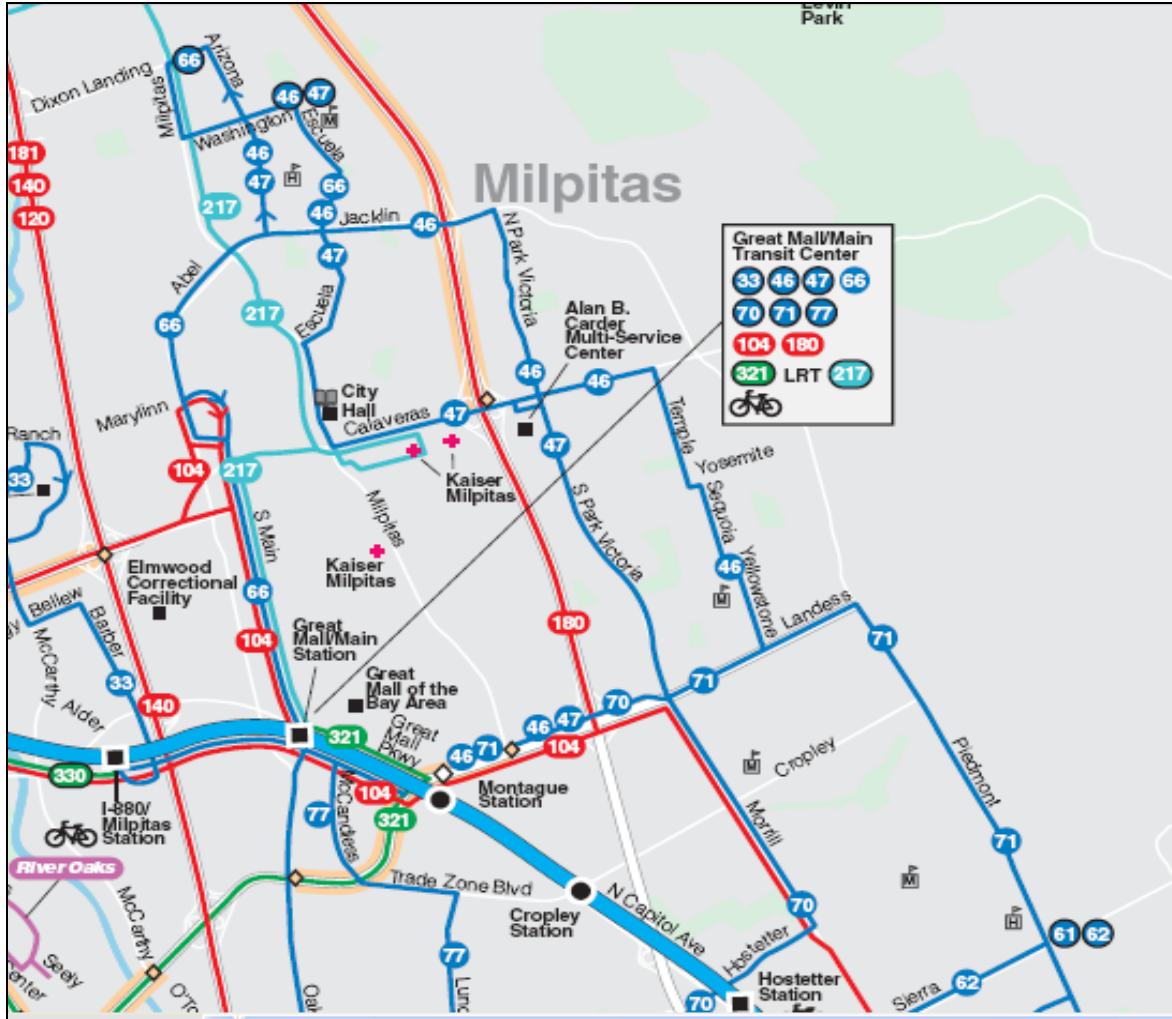 Levin
Park
66
Arizona
Dixon Landing
Milpitas
46
47
M
Washington
Escuela
181
140
120
46
47
H
66
217
46
Jacklin
46
47
Milpitas
N Park Victoria
Abel
217
66
Escuela
Great Mall/Main
Transit Center
33 46 47 66
70 71 77
104 180
321 LRT 217
Alan B.
Carder
Multi-Service
Center
46
46
City
Hall
Calaveras
47
Marylinn
Ranch
33
104
217
Kaiser
Milpitas
47
Temple
Yosemite
Sequoia
S Main
Milpitas
S Park Victoria
Kaiser
Milpitas
46
Yellowstone
M
Elmwood
Correctional
Facility
66
Landess
Bellew
Barber
McCarthy
104
Great
Mall/Main
Station
180
71
33
Alder
140
Great
Mall of the
Bay Area
71
70
47
46
321
Great
Mall
Pkwy
46
71
104
330
104
Montague
Station
M
Cropley
Piedmont
I-880/
Milpitas
Station
77
McCandless
321
Morrill
71
River Oaks
Trade Zone Blvd
M
McCarthy
Cropley
Station
N Capitol Ave
70
H
61 62
Seely
77
Hostetter
62
Sierra
70
Hostetter
Station